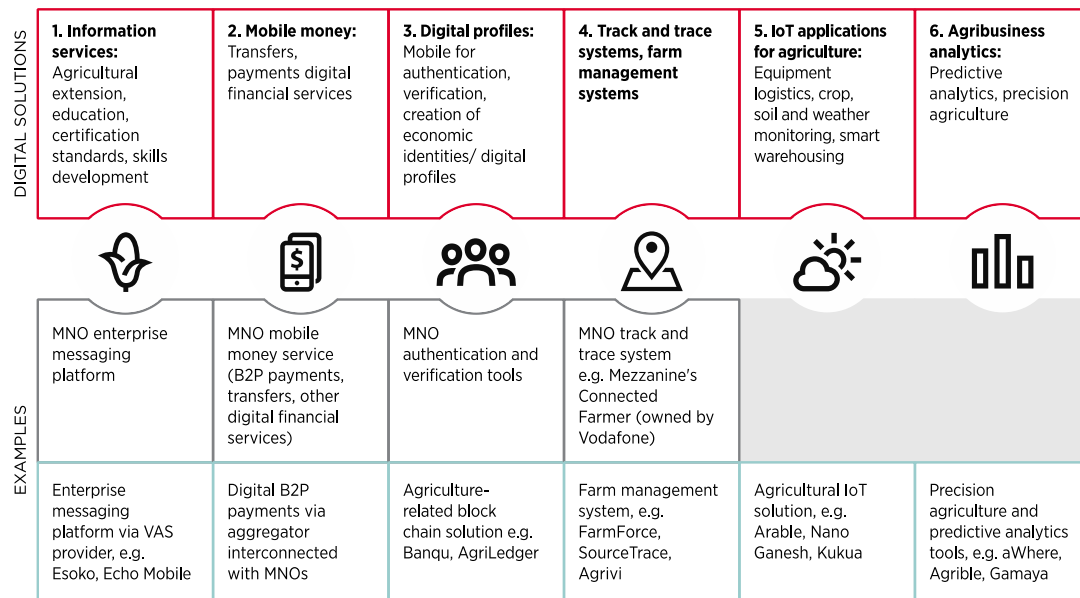 DIGITAL SOLUTIONS
1. Information
services:
Agricultural
extension,
education,
certification
standards, skills
development
2. Mobile money:
Transfers,
payments digital
financial services
3. Digital profiles:
Mobile for
authentication,
verification,
creation of
economic
identities/ digital
profiles
4. Track and trace
systems, farm
management
systems
5. IoT applications
for agriculture:
Equipment
logistics, crop,
soil and weather
monitoring, smart
warehousing
6. Agribusiness
analytics:
Predictive
analytics, precision
agriculture
$
EXAMPLES
MNO enterprise
messaging
platform
MNO mobile
money service
(B2P payments,
transfers, other
digital financial
services)
MNO
authentication and
verification tools
MNO track and
trace system
e.g. Mezzanine's
Connected
Farmer (owned by
Vodafone)
Enterprise
messaging
platform via VAS
provider, e.g.
Esoko, Echo Mobile
Digital B2P
payments via
aggregator
interconnected
with MNOs
Agriculture-
related block
chain solution e.g.
Banqu, AgriLedger
Farm management
system, e.g.
FarmForce,
SourceTrace,
Agrivi
Agricultural IoT
solution, e.g.
Arable, Nano
Ganesh, Kukua
Precision
agriculture and
predictive analytics
tools, e.g. aWhere,
Agrible, Gamaya